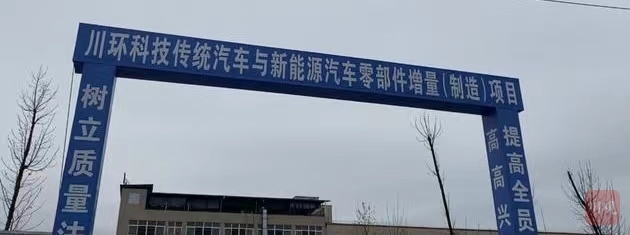 川环科技传统汽车与新能源汽车零部件增量(制造)项目
树立质量法
提高全员
高高兴